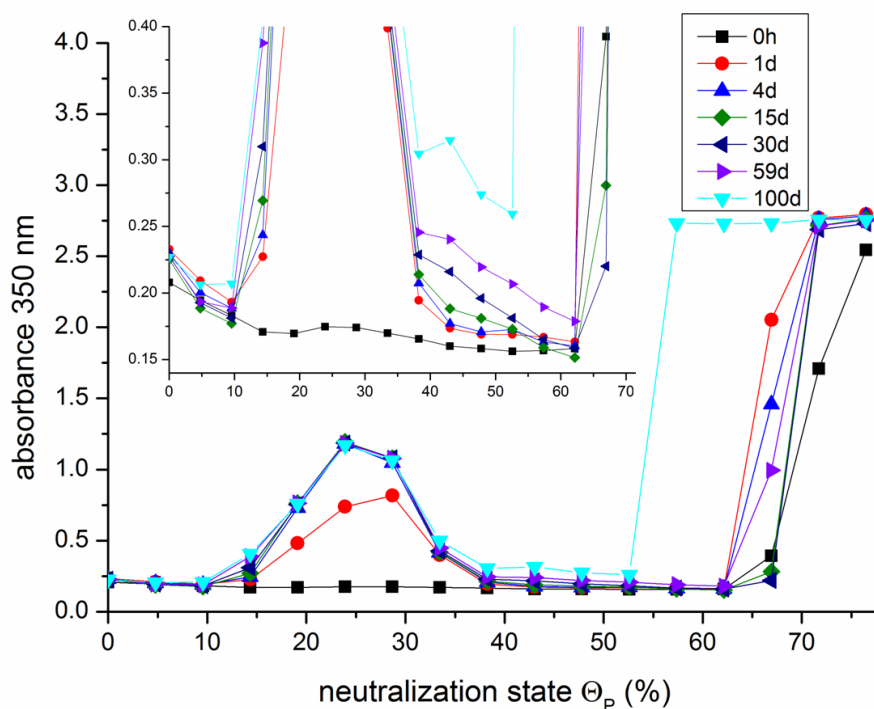 0.40
0.35
0.30
0.25
0.20
0.15
0 10 20 30 40 50 60 70
0h
1d
4d
15d
30d
59d
100d
4.0
3.5
3.0
2.5
2.0
1.5
1.0
0.5
0.0
absorbance 350 nm
0 10 20 30 40 50 60 70
neutralization state Θ_P (%)